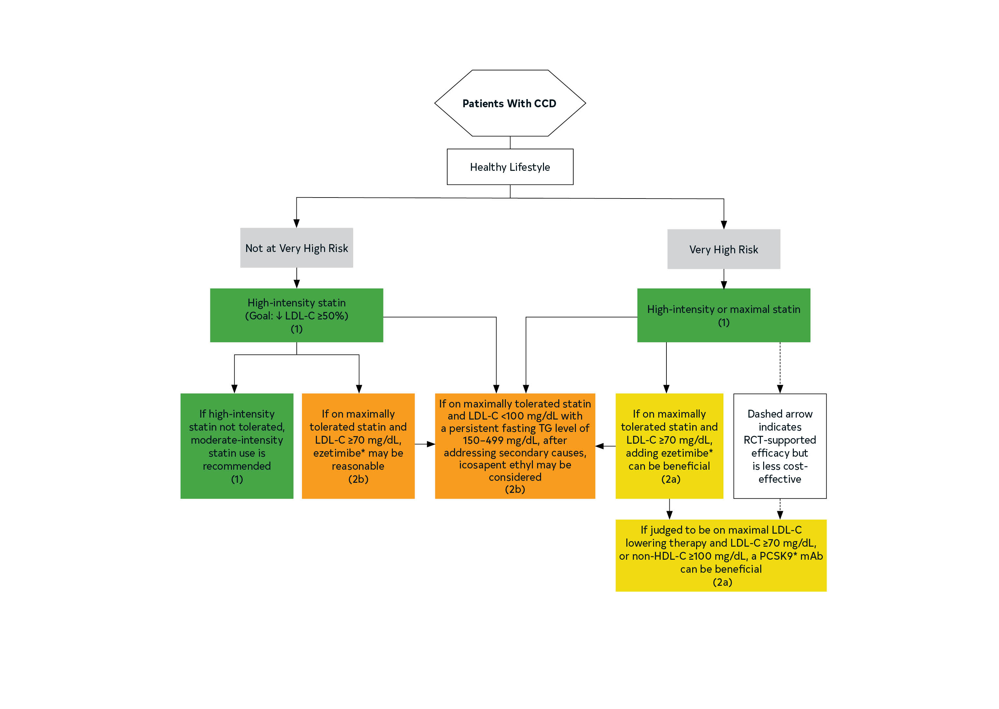 Patients With CCD
Healthy Lifestyle
Not at Very High Risk
Very High Risk
High-intensity statin
(Goal: ↓ LDL-C ≥50%)
(1)
High-intensity or maximal statin
(1)
If high-intensity
statin not tolerated,
moderate-intensity
statin use is
recommended
(1)
If on maximally
tolerated statin and
LDL-C ≥70 mg/dL,
ezetimibe* may be
reasonable
(2b)
If on maximally tolerated statin
and LDL-C <100 mg/dL with
a persistent fasting TG level of
150–499 mg/dL, after
addressing secondary causes,
icosapent ethyl may be
considered
(2b)
If on maximally
tolerated statin and
LDL-C ≥70 mg/dL,
adding ezetimibe*
can be beneficial
(2a)
Dashed arrow
indicates
RCT-supported
efficacy but
is less cost-
effective
If judged to be on maximal LDL-C
lowering therapy and LDL-C ≥70 mg/dL,
or non-HDL-C ≥100 mg/dL, a PCSK9* mAb
can be beneficial
(2a)